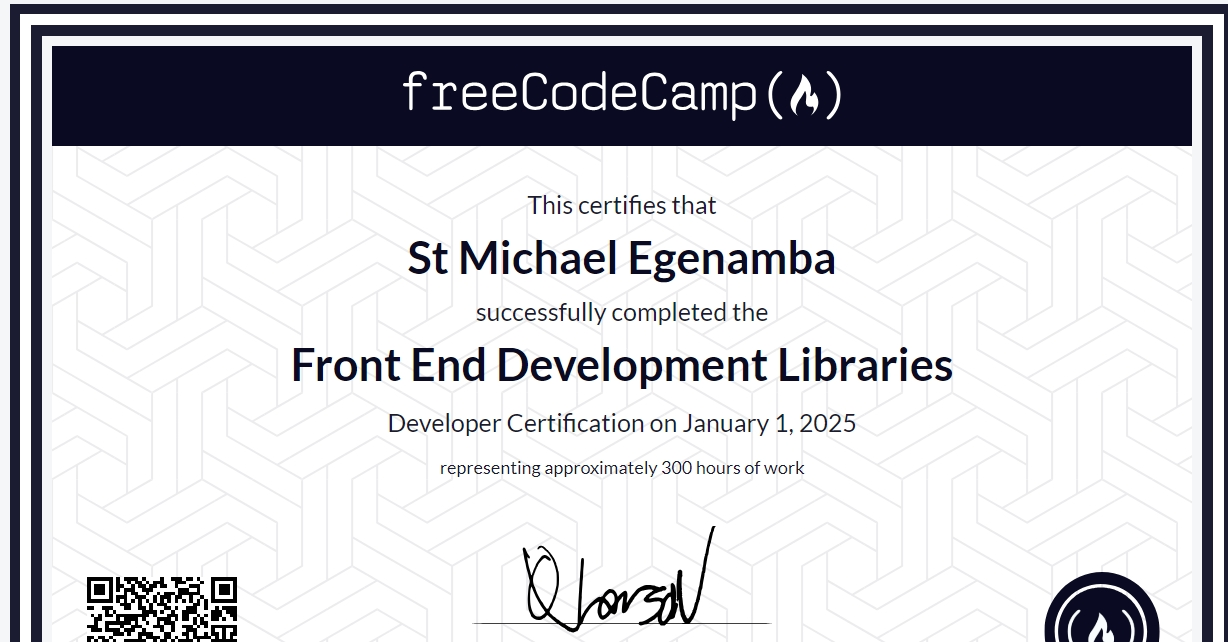 freeCodeCamp(🔥)
This certifies that
St Michael Egenamba
successfully completed the
Front End Development Libraries
Developer Certification on January 1, 2025
representing approximately 300 hours of work